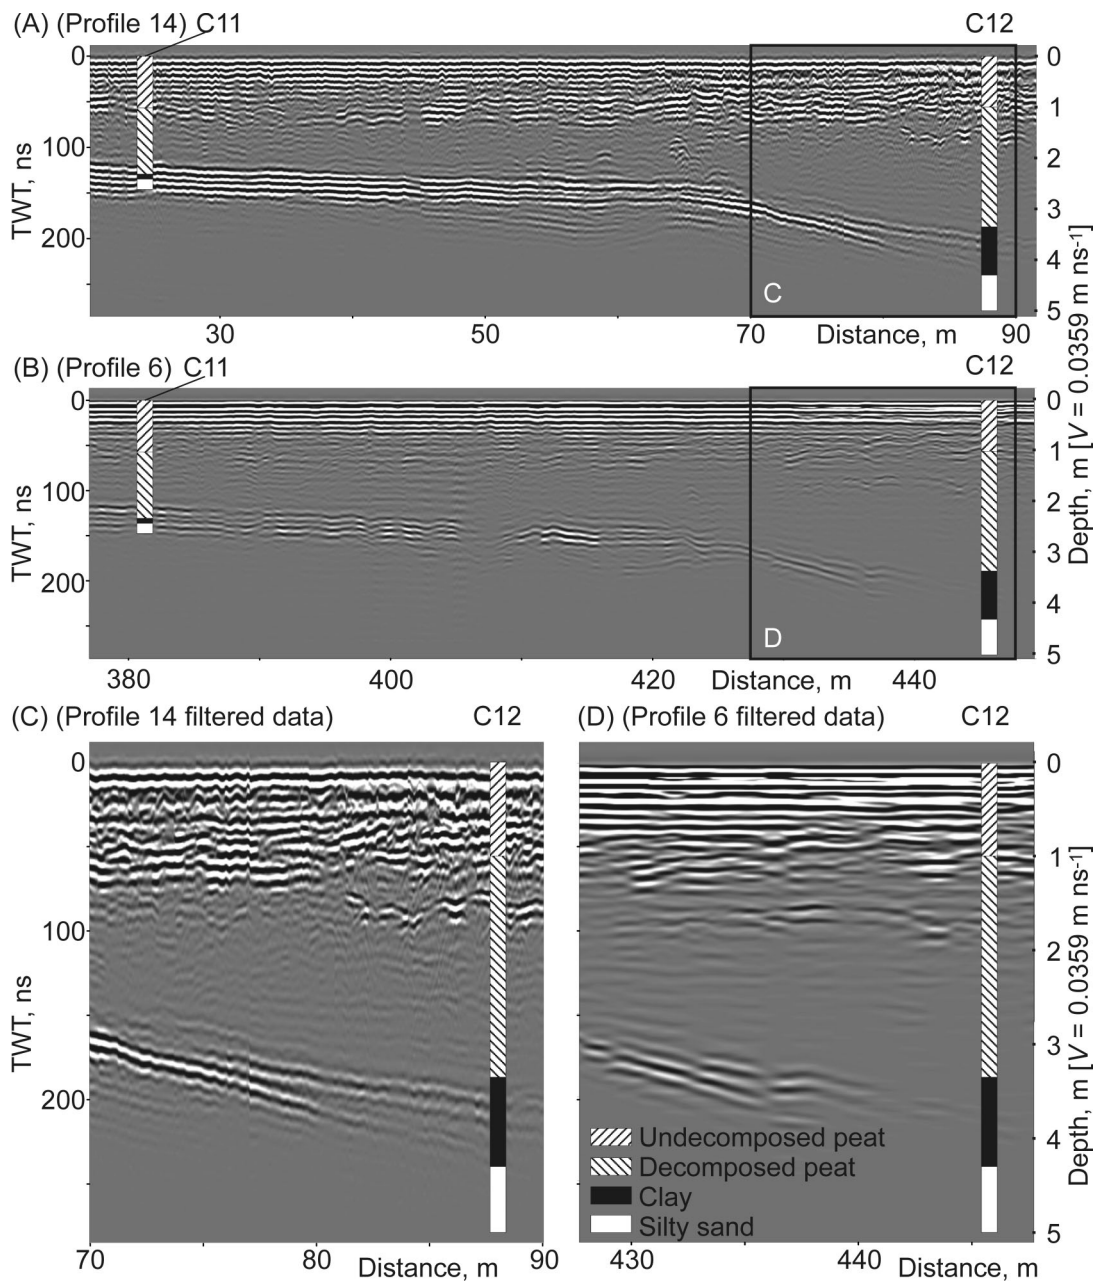 (A) (Profile 14) C11 C12
0 0
1
100
2
3
200
4
C
5
30 50 70 Distance, m 90
TWT, ns
Depth, m [V = 0.0359 m ns-1]
(B) (Profile 6) C11 C12
0 0
1
100
2
3
200
4
D
5
380 400 420 Distance, m 440
TWT, ns
(C) (Profile 14 filtered data) C12 (D) (Profile 6 filtered data) C12
0 0
1
100
2
3
200
4
5
TWT, ns
Depth, m [V = 0.0359 m ns-1]
Undecomposed peat
Decomposed peat
Clay
Silty sand
70 80 Distance, m 90 430 440 Distance, m